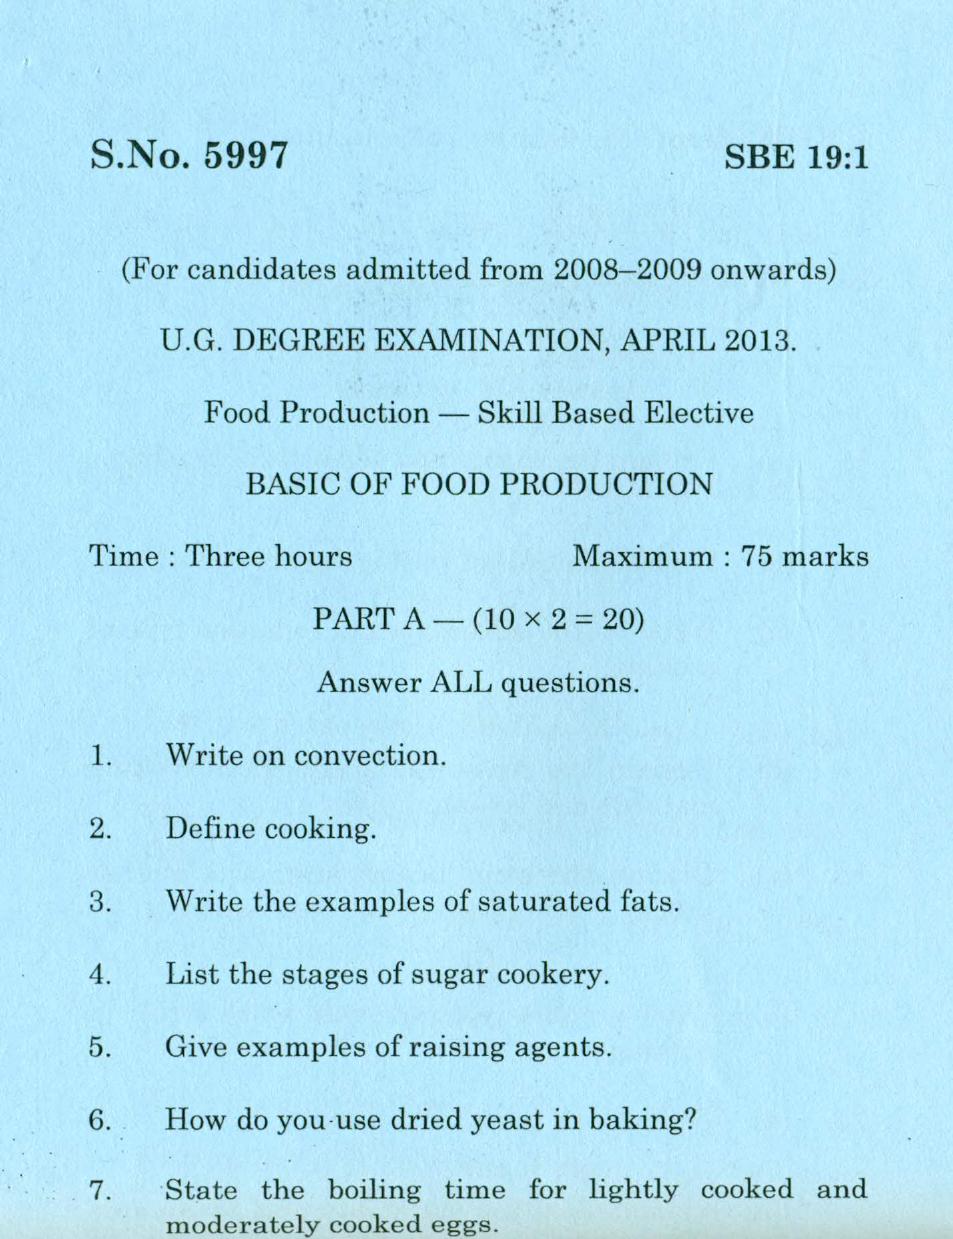 S.No. 5997 SBE 19:1
(For candidates admitted from 2008–2009 onwards)
U.G. DEGREE EXAMINATION, APRIL 2013.
Food Production — Skill Based Elective
BASIC OF FOOD PRODUCTION
Time : Three hours Maximum : 75 marks
PART A — (10 × 2 = 20)
Answer ALL questions.
1. Write on convection.
2. Define cooking.
3. Write the examples of saturated fats.
4. List the stages of sugar cookery.
5. Give examples of raising agents.
6. How do you use dried yeast in baking?
7. State the boiling time for lightly cooked and
moderately cooked eggs.